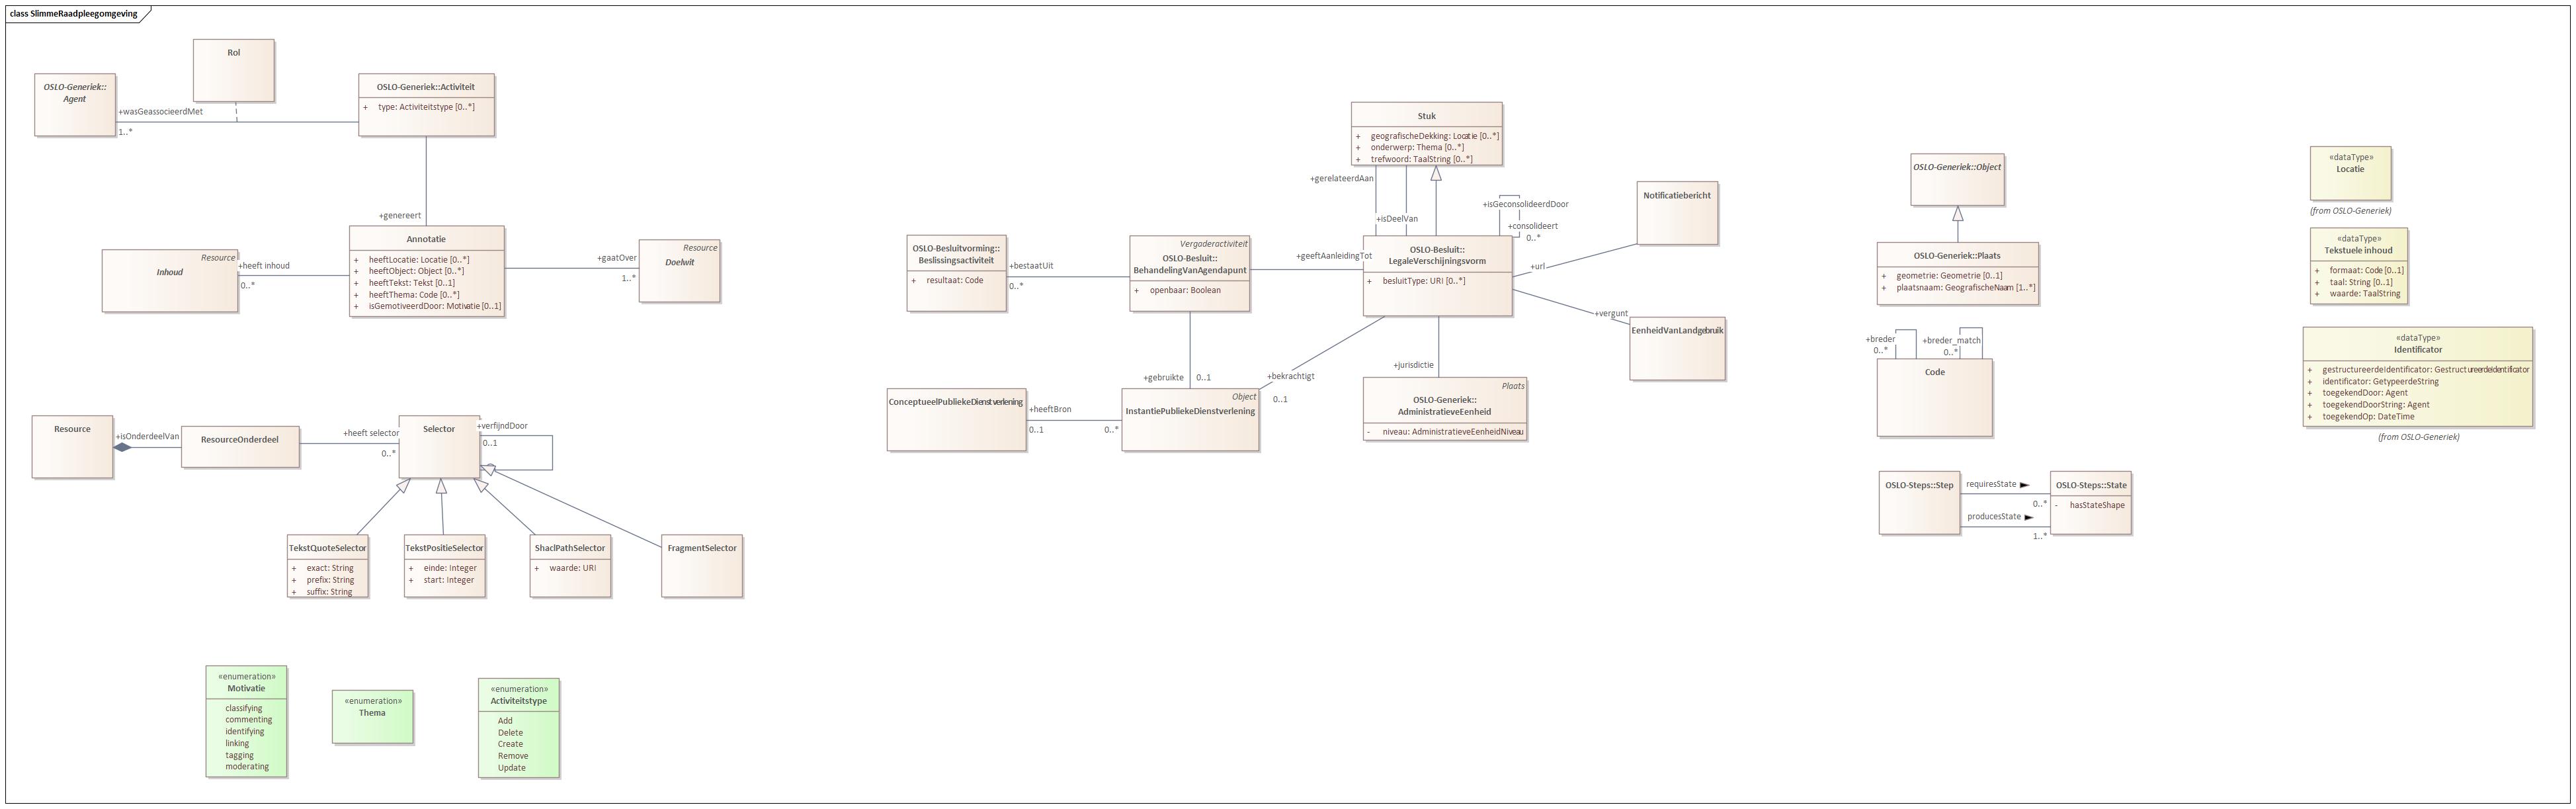 class SlimmeRaadpleegomgeving
Rol
OSLO-Generiek::
Agent
+wasGeassocieerdMet
1..*
OSLO-Generiek::Activiteit
+ type: Activiteitstype [0..*]
+genereert
Annotatie
+ heeftLocatie: Locatie [0..*]
+ heeftObject: Object [0..*]
+ heeftTekst: Tekst [0..1]
+ heeftThema: Code [0..*]
+ isGemotiveerdDoor: Motivatie [0..1]
Resource
Inhoud
+heeft inhoud
0..*
+gaatOver
1..*
Resource
Doelwit
Resource
+isOnderdeelVan
ResourceOnderdeel
+heeft selector
0..*
Selector
+verfijndDoor
0..1
TekstQuoteSelector
+ exact: String
+ prefix: String
+ suffix: String
TekstPositieSelector
+ einde: Integer
+ start: Integer
ShaclPathSelector
+ waarde: URI
FragmentSelector
«enumeration»
Motivatie
classifying
commenting
identifying
linking
tagging
moderating
«enumeration»
Thema
«enumeration»
Activiteitstype
Add
Delete
Create
Remove
Update
Stuk
+ geografischeDekking: Locatie [0..*]
+ onderwerp: Thema [0..*]
+ trefwoord: TaalString [0..*]
+gerelateerdAan
+isDeelVan
+isGeconsolideerdDoor
+consolideert
0..*
Notificatiebericht
OSLO-Besluitvorming::
Beslissingsactiviteit
+ resultaat: Code
+bestaatUit
0..*
Vergaderactiviteit
OSLO-Besluit::
BehandelingVanAgendapunt
+ openbaar: Boolean
+geeftAanleidingTot
OSLO-Besluit::
LegaleVerschijningsvorm
+ besluitType: URI [0..*]
+url
+vergunt
EenheidVanLandgebruik
+gebruikte
0..1
+bekrachtigt
0..1
+jurisdictie
ConceptueelPubliekeDienstverlening
+heeftBron
0..1
0..*
Object
InstantiePubliekeDienstverlening
Plaats
OSLO-Generiek::
AdministratieveEenheid
- niveau: AdministratieveEenheidNiveau
OSLO-Generiek::Object
OSLO-Generiek::Plaats
+ geometrie: Geometrie [0..1]
+ plaatsnaam: GeografischeNaam [1..*]
+breder
0..*
+breder_match
0..*
Code
OSLO-Steps::Step
requiresState
0..*
producesState
1..*
OSLO-Steps::State
- hasStateShape
«dataType»
Locatie
(from OSLO-Generiek)
«dataType»
Tekstuele inhoud
+ formaat: Code [0..1]
+ taal: String [0..1]
+ waarde: TaalString
«dataType»
Identificator
+ gestructureerdeIdentificator: GestructureerdeIdentificator
+ identificator: GetypeerdeString
+ toegekendDoor: Agent
+ toegekendDoorString: Agent
+ toegekendOp: DateTime
(from OSLO-Generiek)